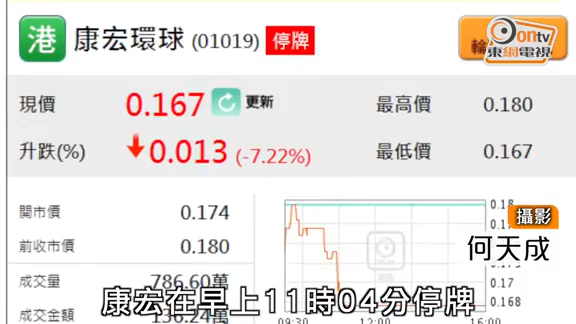 港 康宏環球 (01019) 停牌
ontv
東網電視
現價 0.167 更新 最高價 0.180
升跌(%) 0.013 (-7.22%) 最低價 0.167
開市價 0.174
前收市價 0.180
成交量 786.60萬
成交金額 136.24萬
0.18
0.17
0.168
09:30 12:00 16:00
攝影
何天成
康宏在早上11時04分停牌